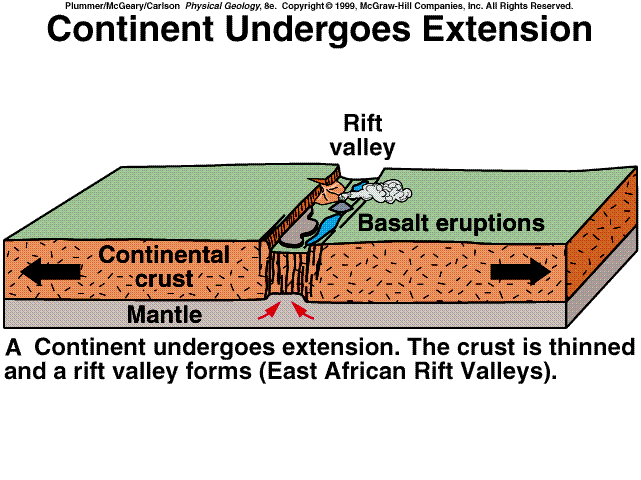 Plummer/McGeary/Carlson Physical Geology, 8e. Copyright © 1999, McGraw-Hill Companies, Inc. All Rights Reserved.
Continent Undergoes Extension
Rift
valley
Basalt eruptions
Continental
crust
Mantle
A Continent undergoes extension. The crust is thinned
and a rift valley forms (East African Rift Valleys).